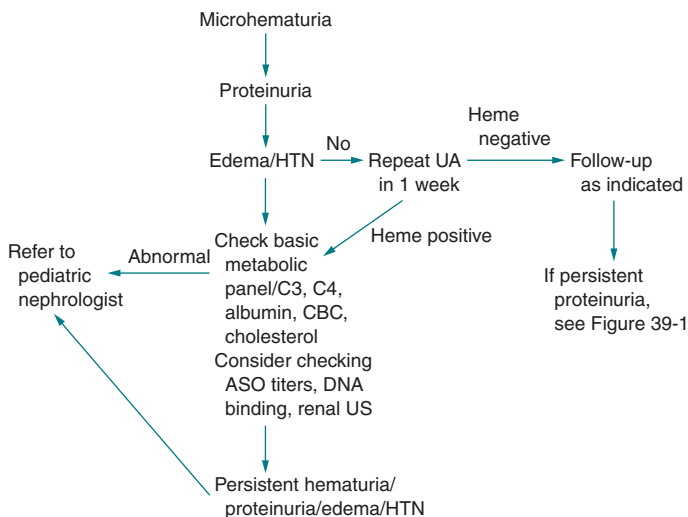 Microhematuria
Proteinuria
Edema/HTN
No
Repeat UA
in 1 week
Heme
negative
Follow-up
as indicated
Heme positive
If persistent
proteinuria,
see Figure 39-1
Check basic
metabolic
panel/C3, C4,
albumin, CBC,
cholesterol
Consider checking
ASO titers, DNA
binding, renal US
Abnormal
Refer to
pediatric
nephrologist
Persistent hematuria/
proteinuria/edema/HTN